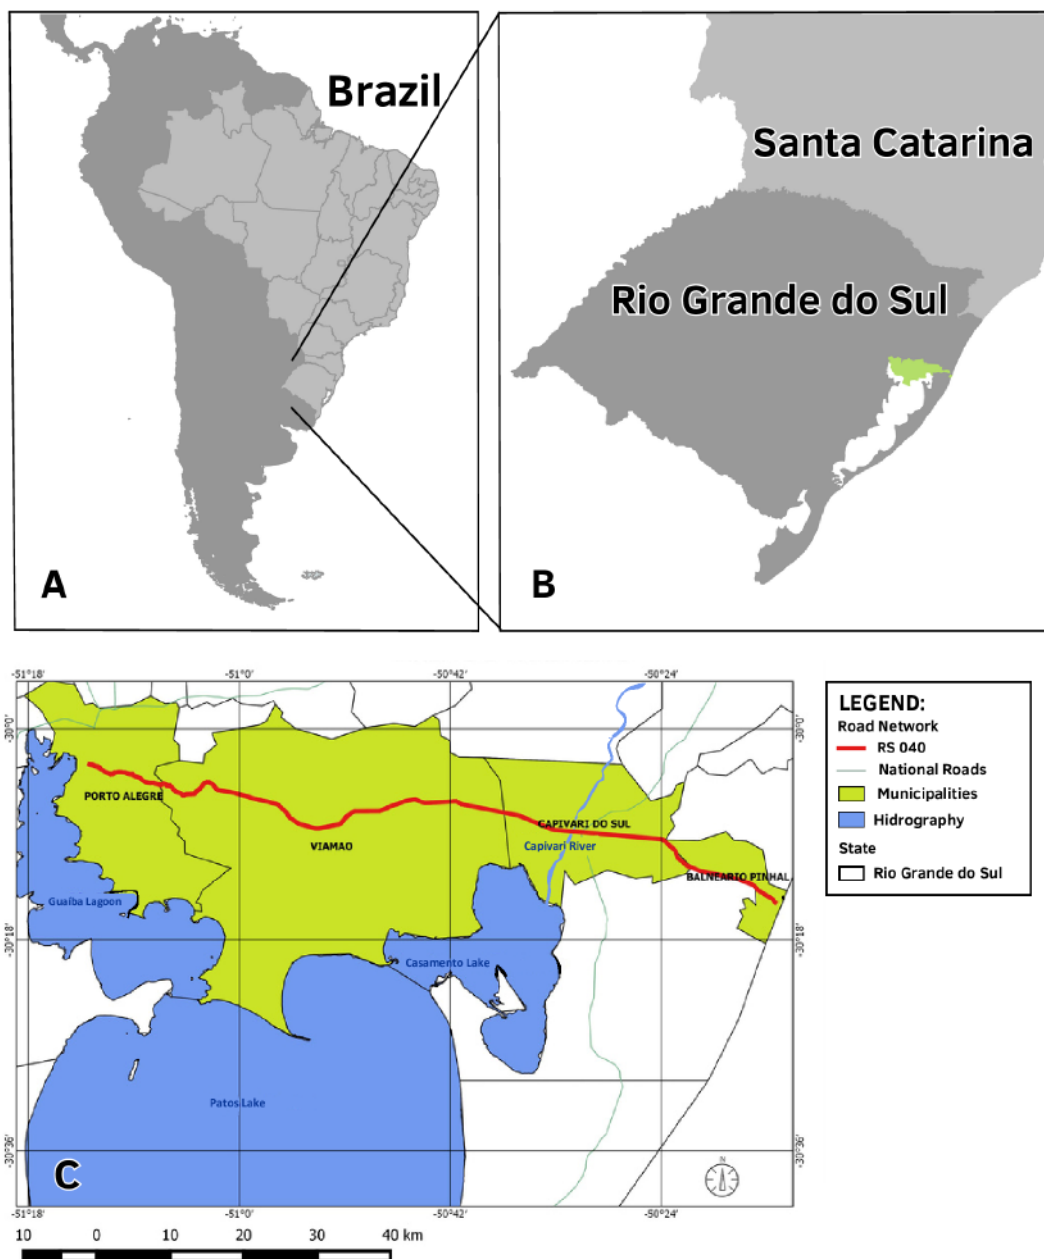 Brazil
A
Santa Catarina
Rio Grande do Sul
B
-51°18' -51°0' -50°42' -50°24'
-30°0' -30°0'
PORTO ALEGRE
VIAMAO
CAPIVARI DO SUL
Capivari River
BALNEARIO PINHAL
Guaíba Lagoon
-30°18' -30°18'
Casamento Lake
Patos Lake
-30°36' -30°36'
C
N
-51°18' -51°0' -50°42' -50°24'
10 0 10 20 30 40 km
LEGEND:
Road Network
RS 040
National Roads
Municipalities
Hidrography
State
Rio Grande do Sul